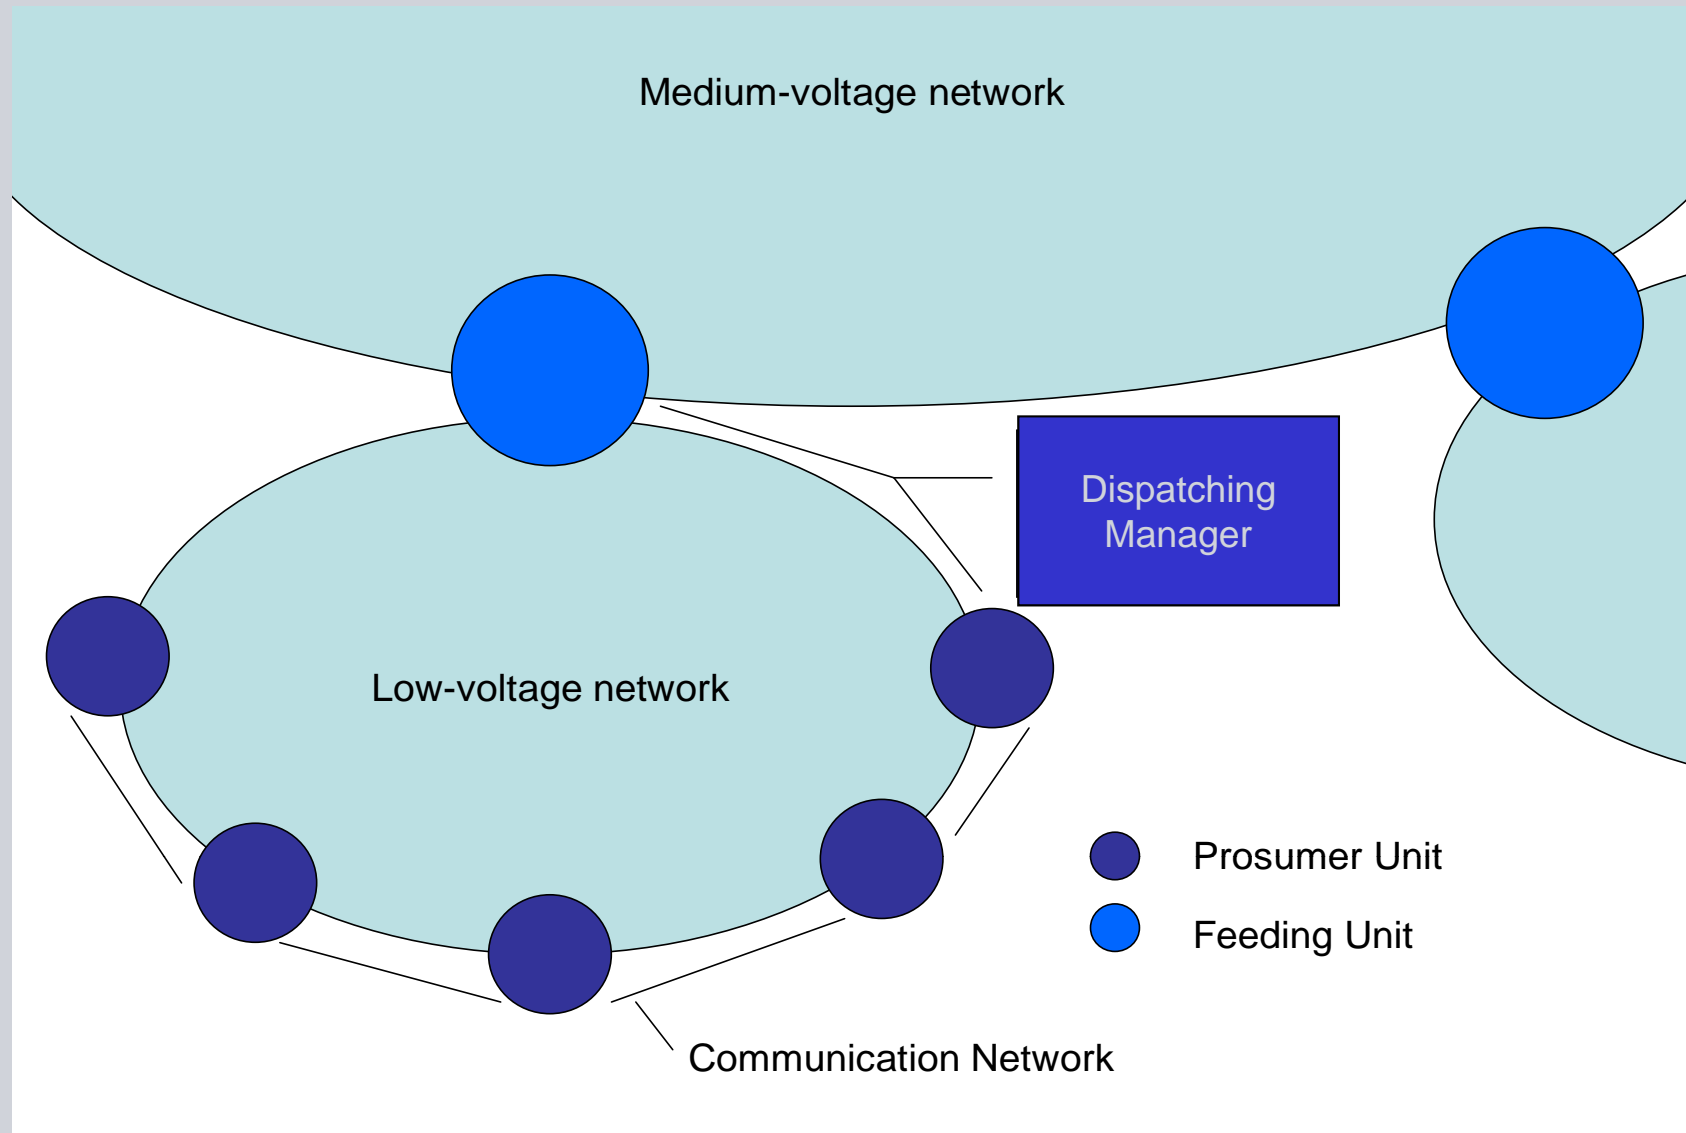 Medium-voltage network
Dispatching
Manager
Low-voltage network
Prosumer Unit
Feeding Unit
Communication Network